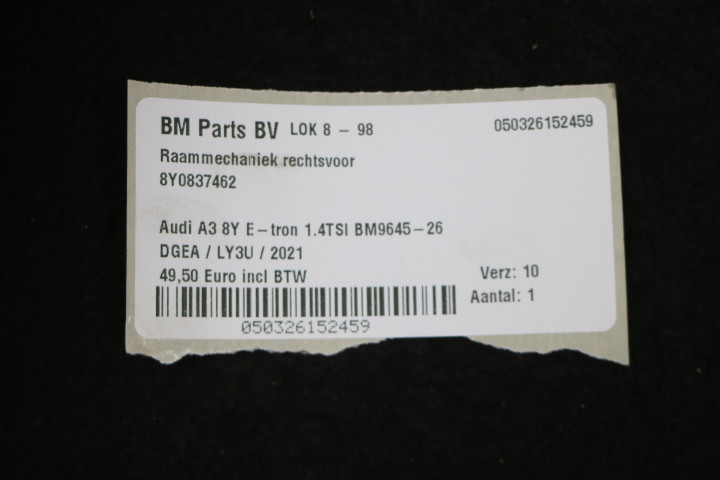 BM Parts BV LOK 8 - 98 050326152459
Raammechaniek rechtsvoor
8Y0837462
Audi A3 8Y E-tron 1.4TSI BM9645-26
DGEA / LY3U / 2021
49,50 Euro incl BTW Verz: 10
Aantal: 1
050326152459